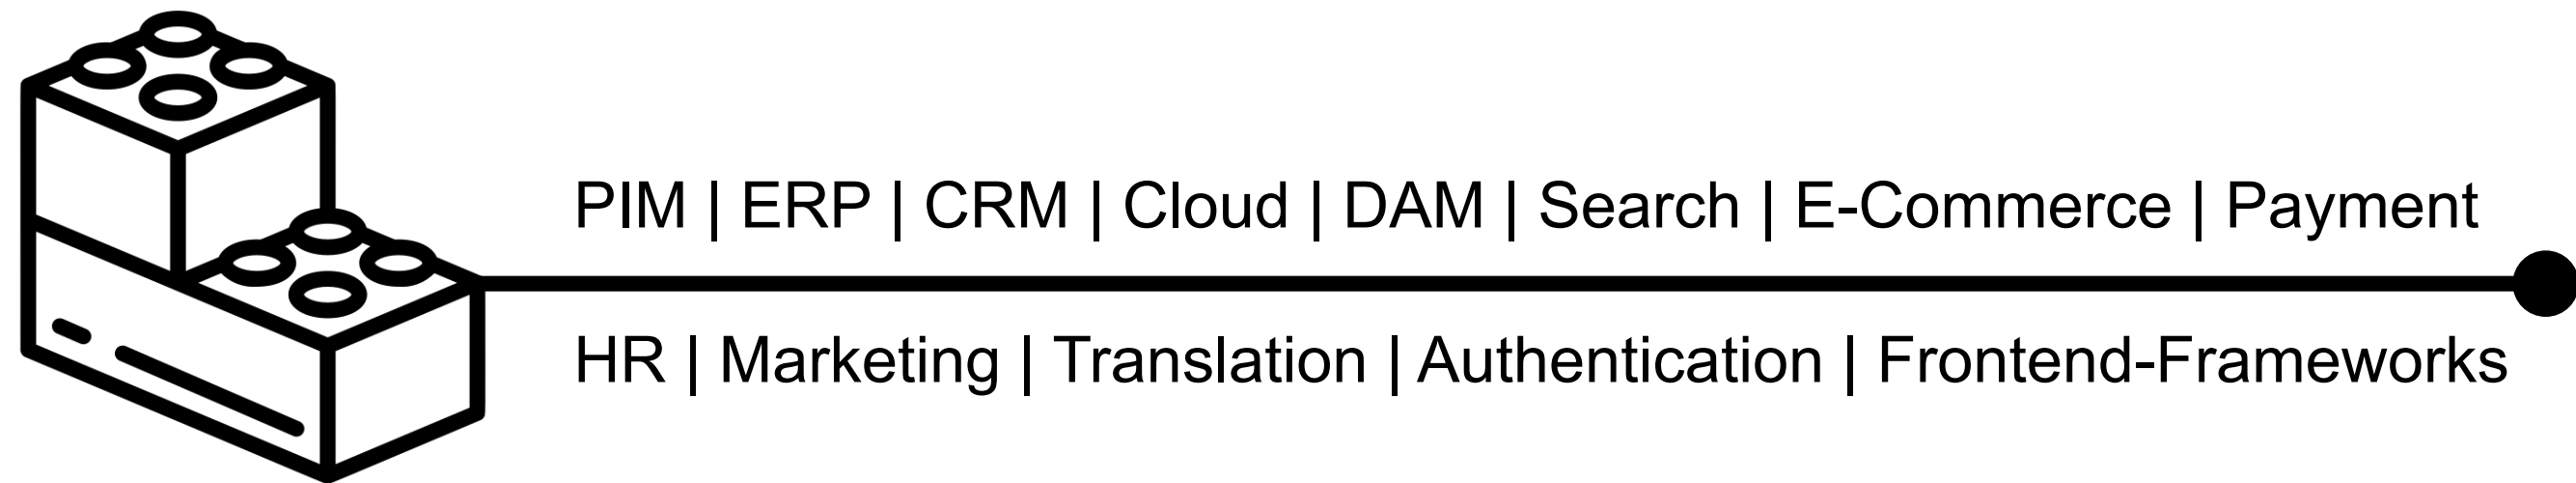 PIM | ERP | CRM | Cloud | DAM | Search | E-Commerce | Payment
HR | Marketing | Translation | Authentication | Frontend-Frameworks